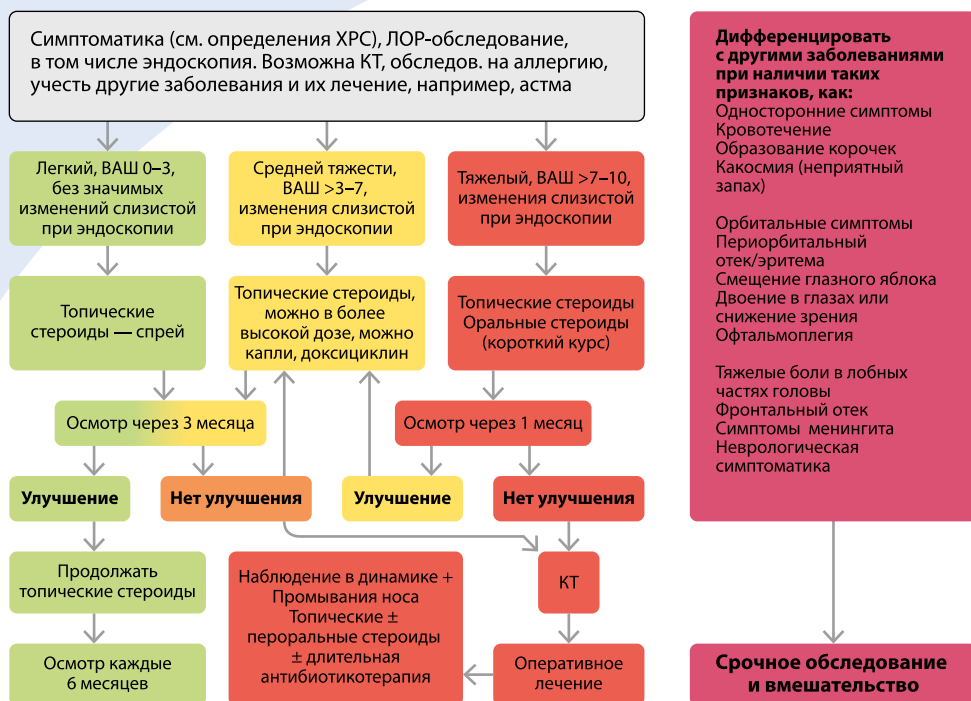 Симптоматика (см. определения ХРС), ЛОР-обследование,
в том числе эндоскопия. Возможна КТ, обследов. на аллергию,
учесть другие заболевания и их лечение, например, астма
Легкий, ВАШ 0–3,
без значимых
изменений слизистой
при эндоскопии
Средней тяжести,
ВАШ >3–7,
изменения слизистой
при эндоскопии
Тяжелый, ВАШ >7–10,
изменения слизистой
при эндоскопии
Топические
стероиды — спрей
Топические стероиды,
можно в более
высокой дозе, можно
капли, доксициклин
Топические стероиды
Оральные стероиды
(короткий курс)
Осмотр через 3 месяца
Осмотр через 1 месяц
Улучшение
Нет улучшения
Улучшение
Нет улучшения
Продолжать
топические стероиды
Наблюдение в динамике +
Промывания носа
Топические ±
пероральные стероиды
± длительная
антибиотикотерапия
КТ
Осмотр каждые
6 месяцев
Оперативное
лечение
Дифференцировать
с другими заболеваниями
при наличии таких
признаков, как:
Односторонние симптомы
Кровотечение
Образование корочек
Какосмия (неприятный
запах)
Орбитальные симптомы
Периорбитальный
отек/эритема
Смещение глазного яблока
Двоение в глазах или
снижение зрения
Офтальмоплегия
Тяжелые боли в лобных
частях головы
Фронтальный отек
Симптомы менингита
Неврологическая
симптоматика
Срочное обследование
и вмешательство